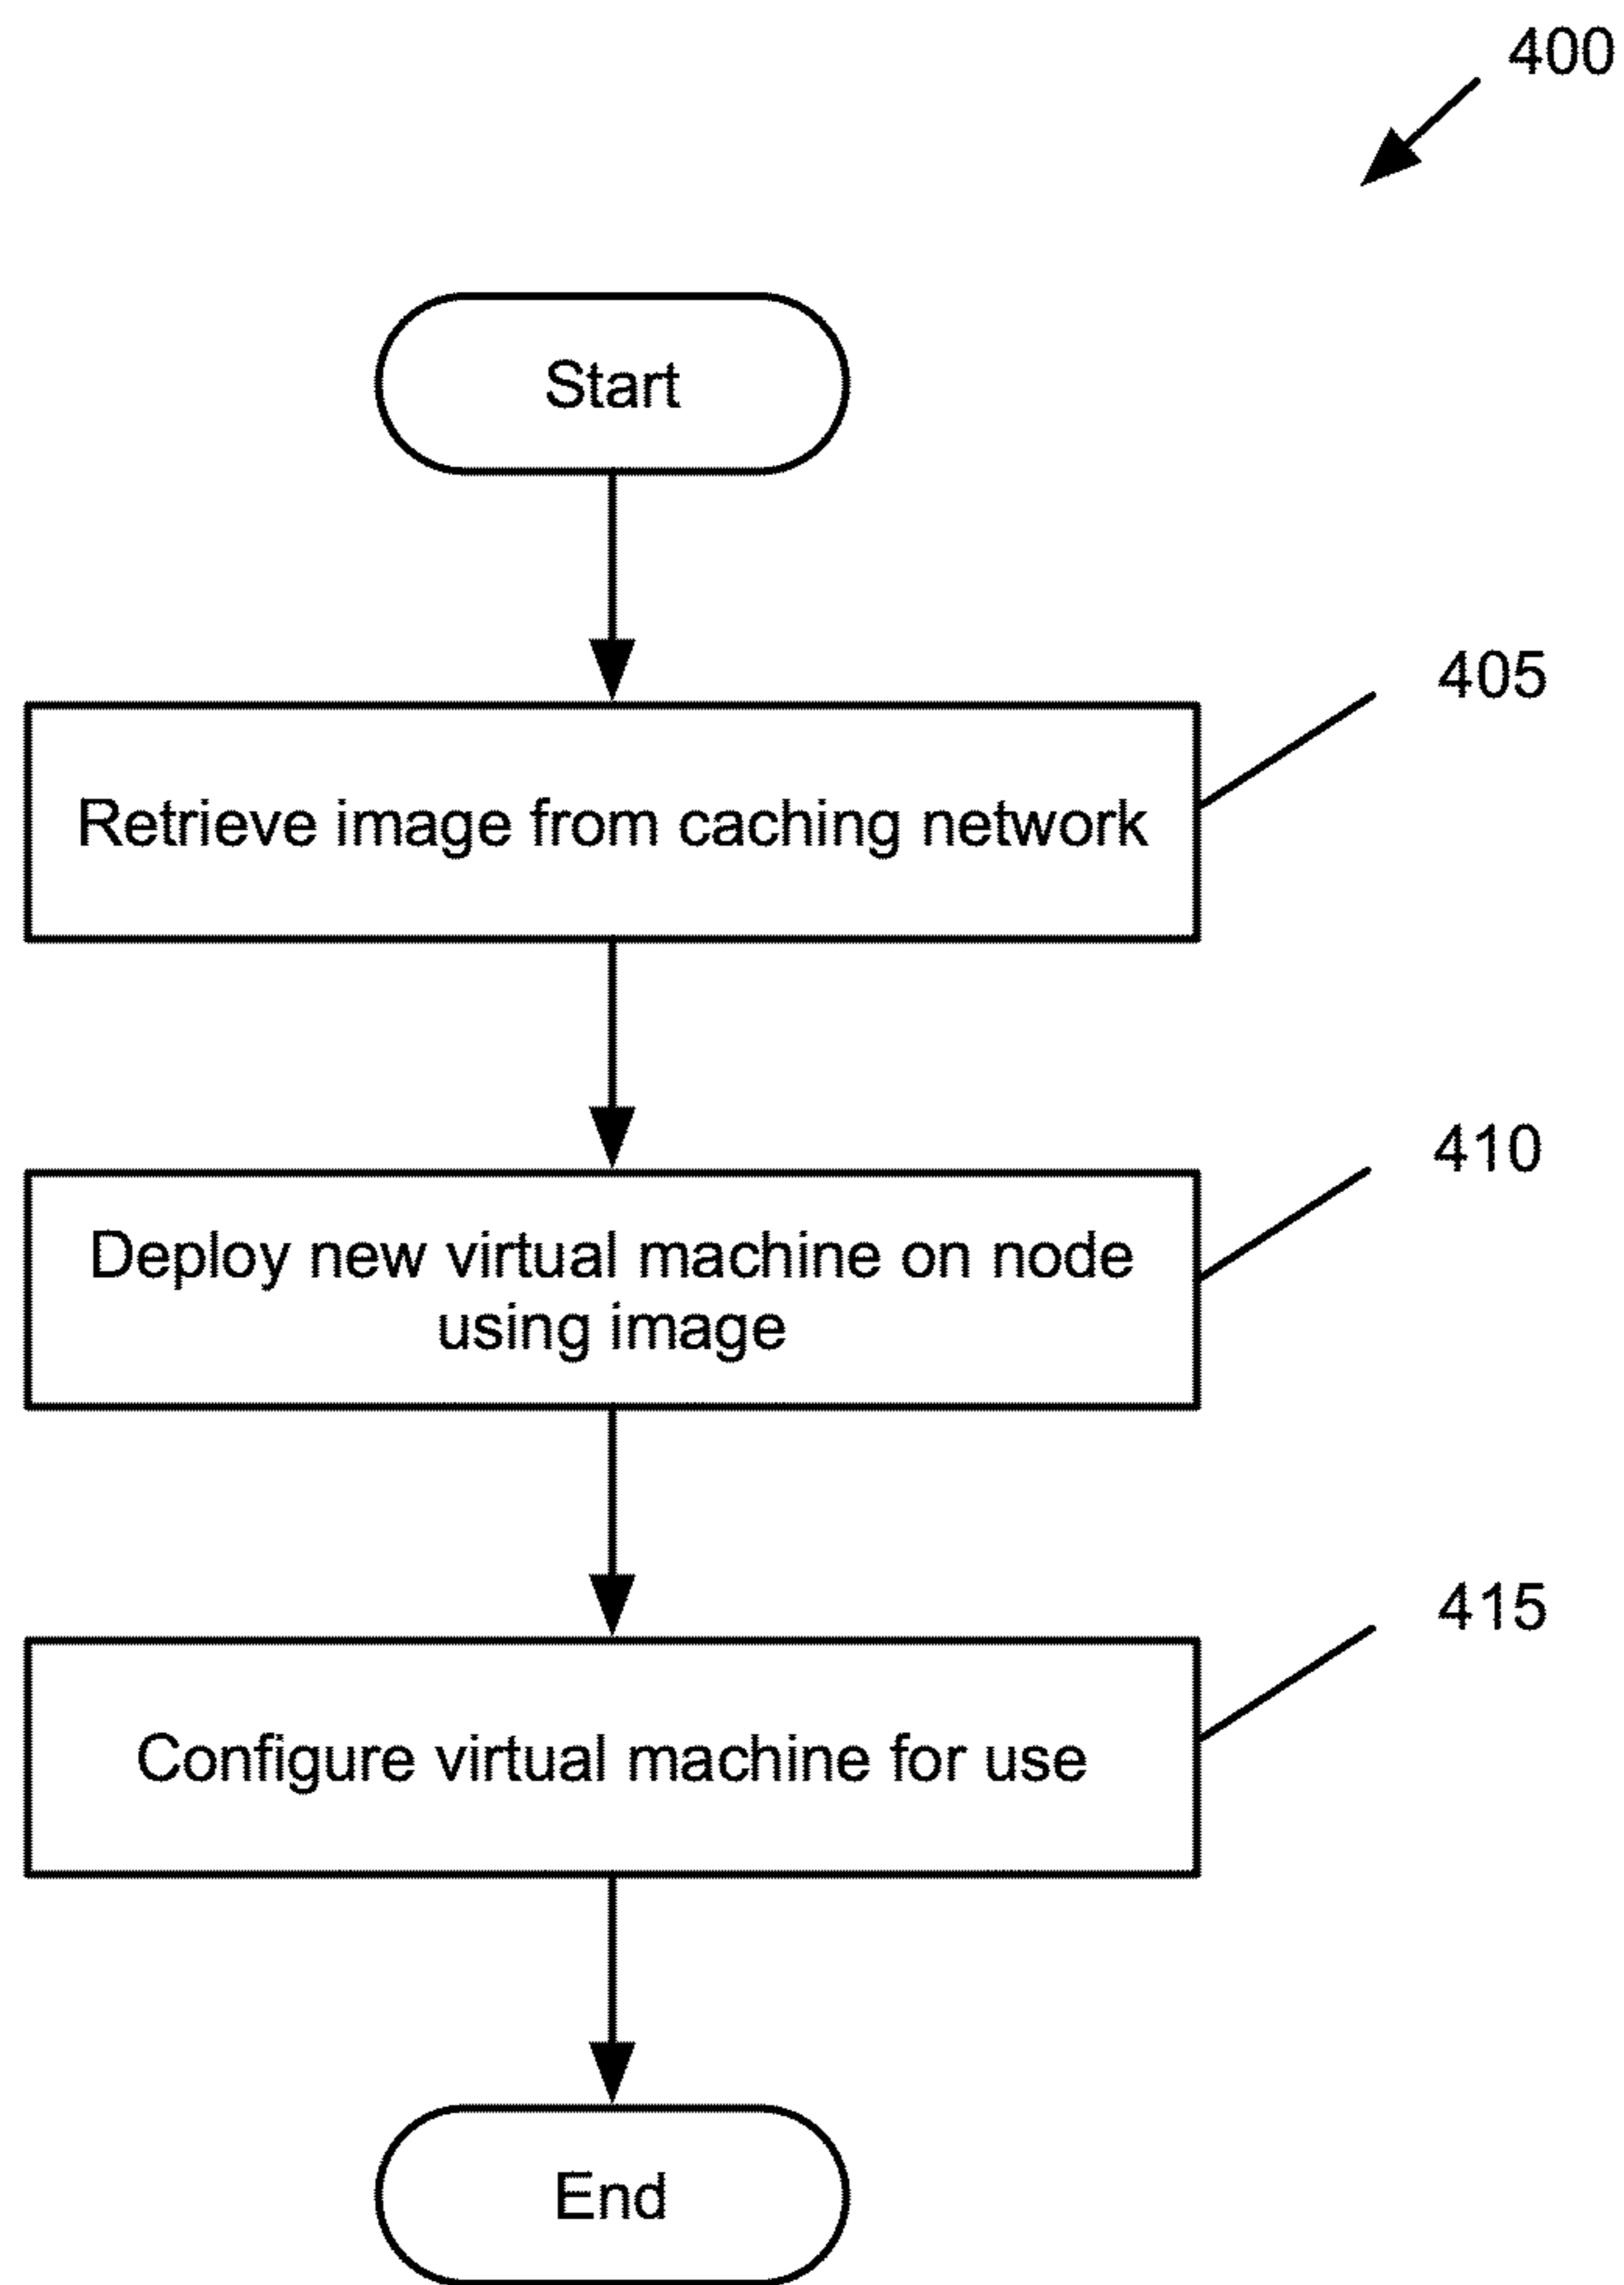 400
Start
405
Retrieve image from caching network
410
Deploy new virtual machine on node
using image
415
Configure virtual machine for use
End